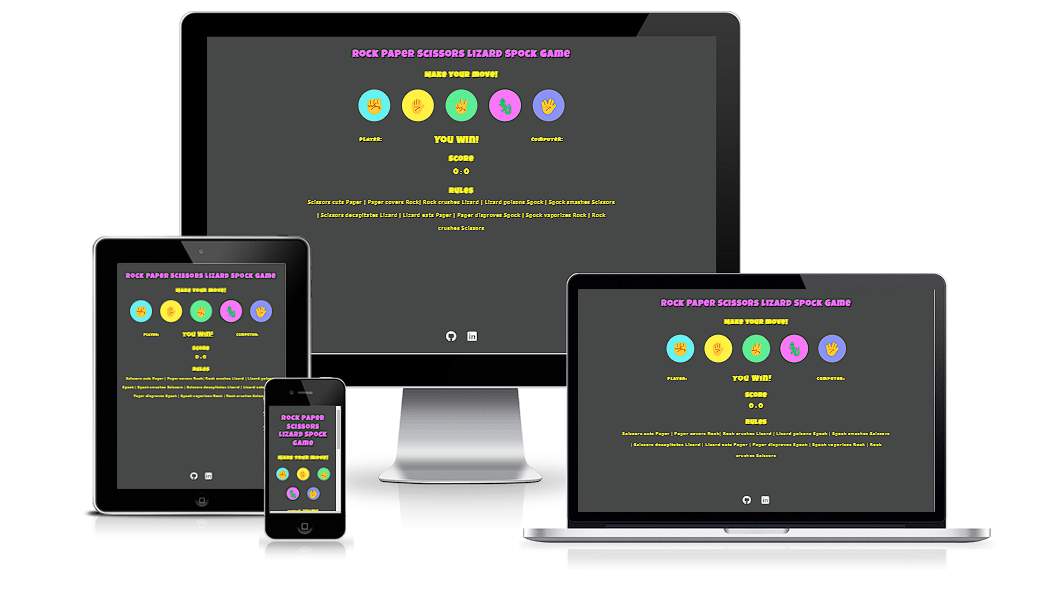 Rock Paper Scissors Lizard Spock Game
Make your move!
Player:
You Win!
Computer:
Score
0 : 0
Rules
Scissors cuts Paper | Paper covers Rock| Rock crushes Lizard | Lizard poisons Spock | Spock smashes Scissors
| Scissors decapitates Lizard | Lizard eats Paper | Paper disproves Spock | Spock vaporizes Rock | Rock
crushes Scissors
in
Rock Paper Scissors Lizard Spock Game
Make your move!
Player:
You Win!
Computer:
Score
0 : 0
Rules
Scissors cuts Paper | Paper covers Rock| Rock crushes Lizard | Lizard poisons
Spock | Spock smashes Scissors | Scissors decapitates Lizard | Lizard eats
Paper disproves Spock | Spock vaporizes Rock | Rock crushes
in
Rock Paper
Scissors
Lizard Spock
Game
Make your move!
Rock Paper Scissors Lizard Spock Game
Make your move!
Player:
You Win!
Computer:
Score
0 : 0
Rules
Scissors cuts Paper | Paper covers Rock| Rock crushes Lizard | Lizard poisons Spock | Spock smashes Scissors
| Scissors decapitates Lizard | Lizard eats Paper | Paper disproves Spock | Spock vaporizes Rock | Rock
crushes Scissors
in